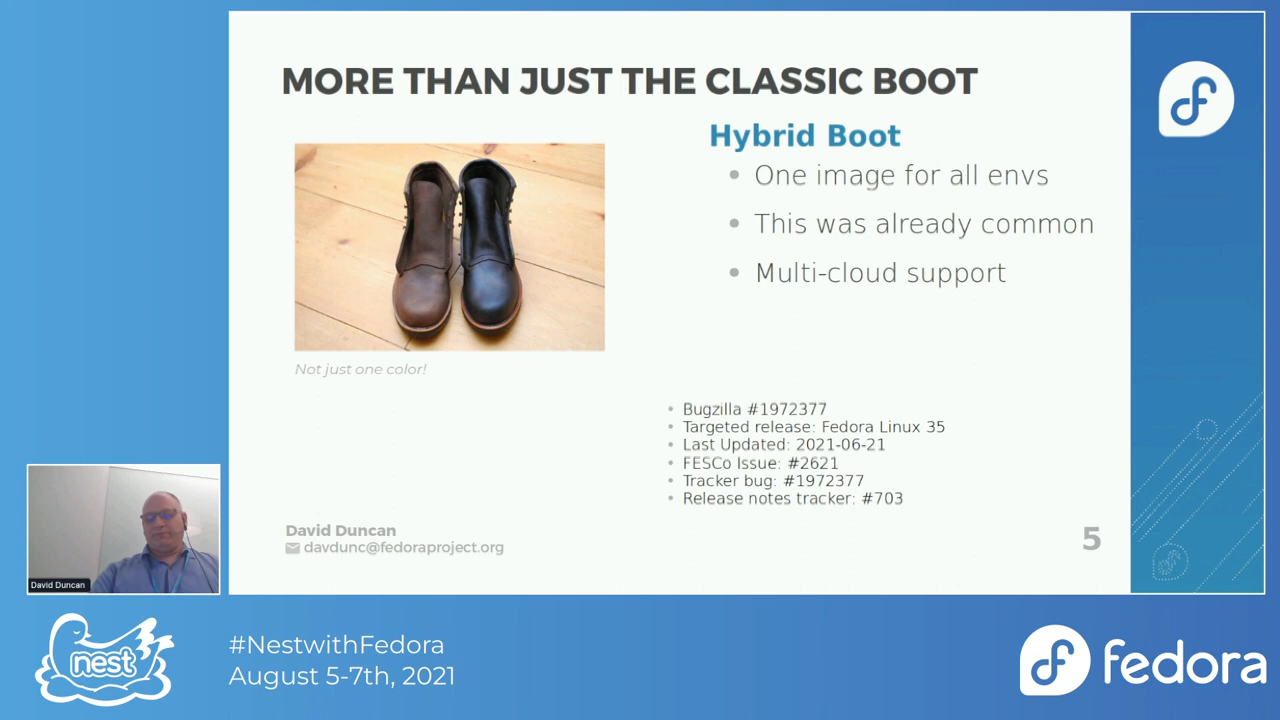 MORE THAN JUST THE CLASSIC BOOT
Hybrid Boot
One image for all envs
This was already common
Multi-cloud support
Not just one color!
Bugzilla #1972377
Targeted release: Fedora Linux 35
Last Updated: 2021-06-21
FESCo Issue: #2621
Tracker bug: #1972377
Release notes tracker: #703
David Duncan
davdunc@fedoraproject.org
5
David Duncan
nest
#NestwithFedora
August 5-7th, 2021
fedora